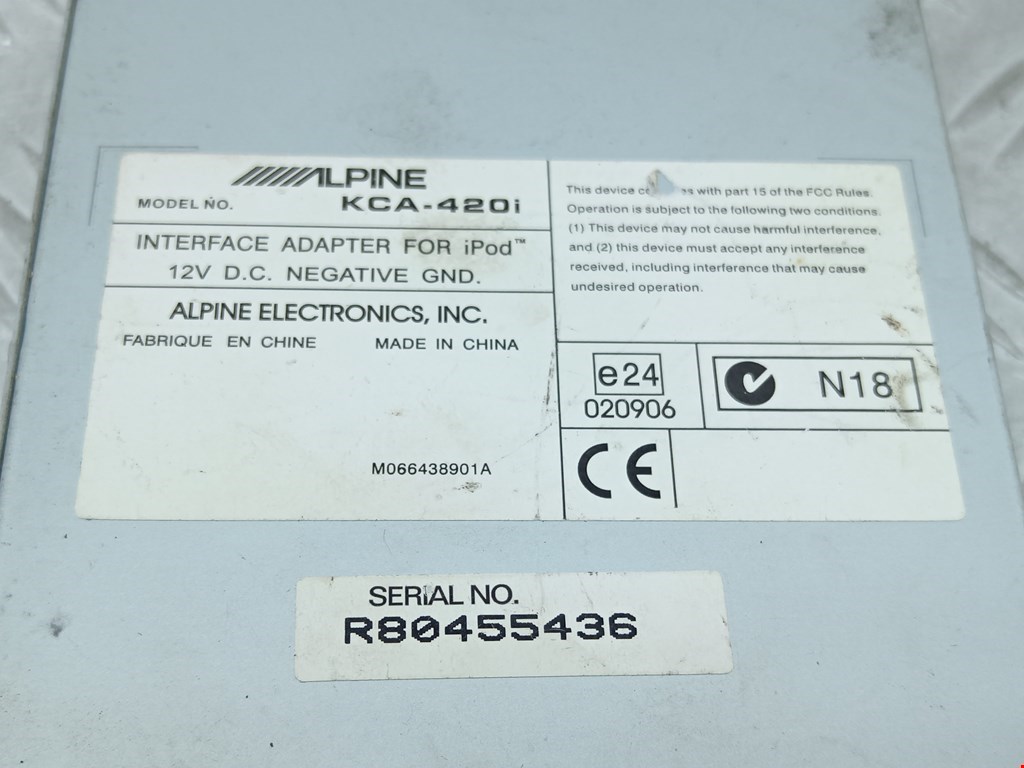 ALPINE
MODEL NO. KCA-420i
INTERFACE ADAPTER FOR iPod™
12V D.C. NEGATIVE GND.
ALPINE ELECTRONICS, INC.
FABRIQUE EN CHINE MADE IN CHINA
M066438901A
This device with part 15 of the FCC Rules.
Operation is subject to the following two conditions.
(1) This device may not cause harmful interference,
and (2) this device must accept any interference
received, including interference that may cause
undesired operation.
e24
020906
N18
CE
SERIAL NO.
R80455436